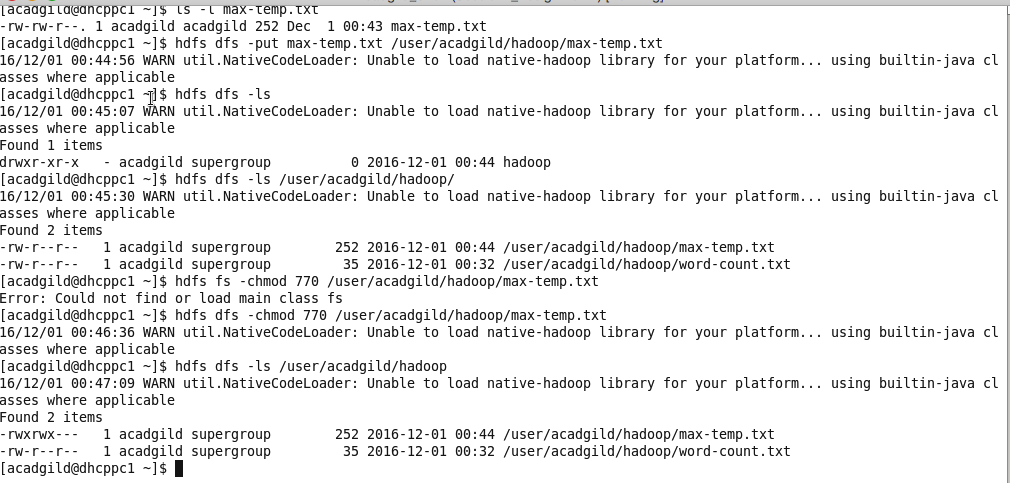 [acadgild@dhcppc1 ~]$ ls -l max-temp.txt
-rw-rw-r--. 1 acadgild acadgild 252 Dec  1 00:43 max-temp.txt
[acadgild@dhcppc1 ~]$ hdfs dfs -put max-temp.txt /user/acadgild/hadoop/max-temp.txt
16/12/01 00:44:56 WARN util.NativeCodeLoader: Unable to load native-hadoop library for your platform... using builtin-java cl
asses where applicable
[acadgild@dhcppc1 ~]$ hdfs dfs -ls
16/12/01 00:45:07 WARN util.NativeCodeLoader: Unable to load native-hadoop library for your platform... using builtin-java cl
asses where applicable
Found 1 items
drwxr-xr-x   - acadgild supergroup          0 2016-12-01 00:44 hadoop
[acadgild@dhcppc1 ~]$ hdfs dfs -ls /user/acadgild/hadoop/
16/12/01 00:45:30 WARN util.NativeCodeLoader: Unable to load native-hadoop library for your platform... using builtin-java cl
asses where applicable
Found 2 items
-rw-r--r--   1 acadgild supergroup        252 2016-12-01 00:44 /user/acadgild/hadoop/max-temp.txt
-rw-r--r--   1 acadgild supergroup         35 2016-12-01 00:32 /user/acadgild/hadoop/word-count.txt
[acadgild@dhcppc1 ~]$ hdfs fs -chmod 770 /user/acadgild/hadoop/max-temp.txt
Error: Could not find or load main class fs
[acadgild@dhcppc1 ~]$ hdfs dfs -chmod 770 /user/acadgild/hadoop/max-temp.txt
16/12/01 00:46:36 WARN util.NativeCodeLoader: Unable to load native-hadoop library for your platform... using builtin-java cl
asses where applicable
[acadgild@dhcppc1 ~]$ hdfs dfs -ls /user/acadgild/hadoop
16/12/01 00:47:09 WARN util.NativeCodeLoader: Unable to load native-hadoop library for your platform... using builtin-java cl
asses where applicable
Found 2 items
-rwxrwx---   1 acadgild supergroup        252 2016-12-01 00:44 /user/acadgild/hadoop/max-temp.txt
-rw-r--r--   1 acadgild supergroup         35 2016-12-01 00:32 /user/acadgild/hadoop/word-count.txt
[acadgild@dhcppc1 ~]$